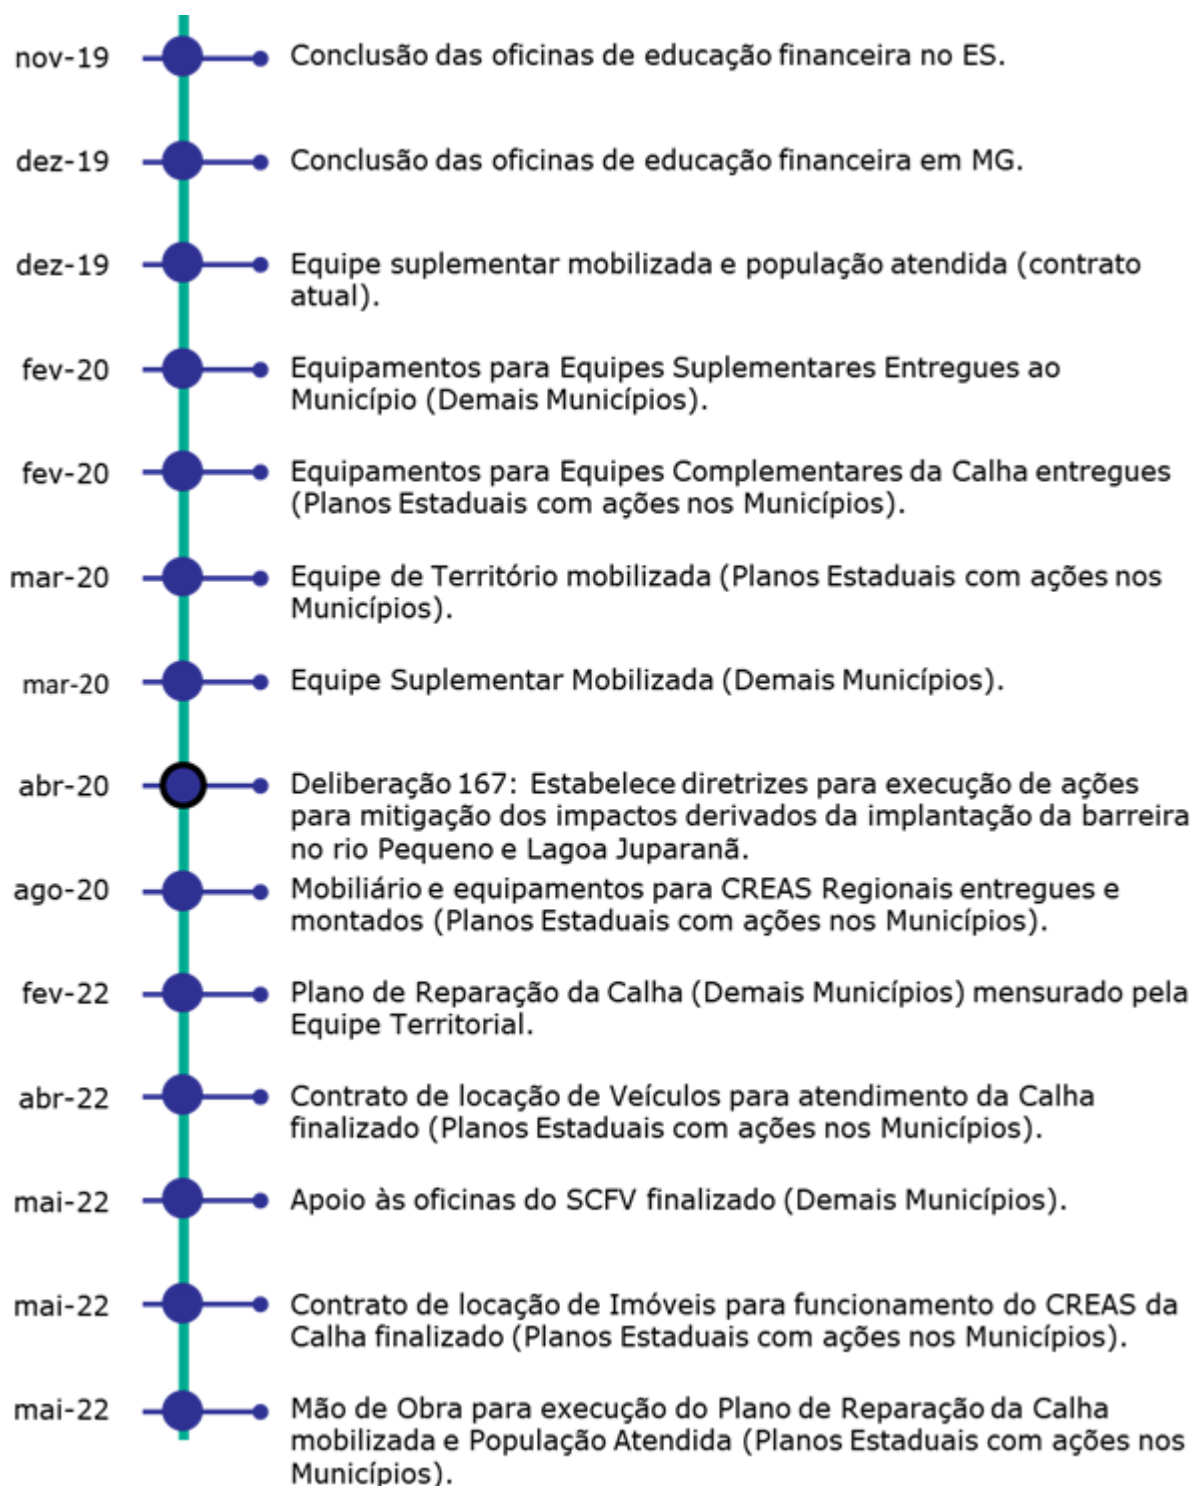 nov-19 Conclusão das oficinas de educação financeira no ES.
dez-19 Conclusão das oficinas de educação financeira em MG.
dez-19 Equipe suplementar mobilizada e população atendida (contrato
atual).
fev-20 Equipamentos para Equipes Suplementares Entregues ao
Município (Demais Municípios).
fev-20 Equipamentos para Equipes Complementares da Calha entregues
(Planos Estaduais com ações nos Municípios).
mar-20 Equipe de Território mobilizada (Planos Estaduais com ações nos
Municípios).
mar-20 Equipe Suplementar Mobilizada (Demais Municípios).
abr-20 Deliberação 167: Estabelece diretrizes para execução de ações
para mitigação dos impactos derivados da implantação da barreira
no rio Pequeno e Lagoa Juparanã.
ago-20 Mobiliário e equipamentos para CREAS Regionais entregues e
montados (Planos Estaduais com ações nos Municípios).
fev-22 Plano de Reparação da Calha (Demais Municípios) mensurado pela
Equipe Territorial.
abr-22 Contrato de locação de Veículos para atendimento da Calha
finalizado (Planos Estaduais com ações nos Municípios).
mai-22 Apoio às oficinas do SCFV finalizado (Demais Municípios).
mai-22 Contrato de locação de Imóveis para funcionamento do CREAS da
Calha finalizado (Planos Estaduais com ações nos Municípios).
mai-22 Mão de Obra para execução do Plano de Reparação da Calha
mobilizada e População Atendida (Planos Estaduais com ações nos
Municípios).